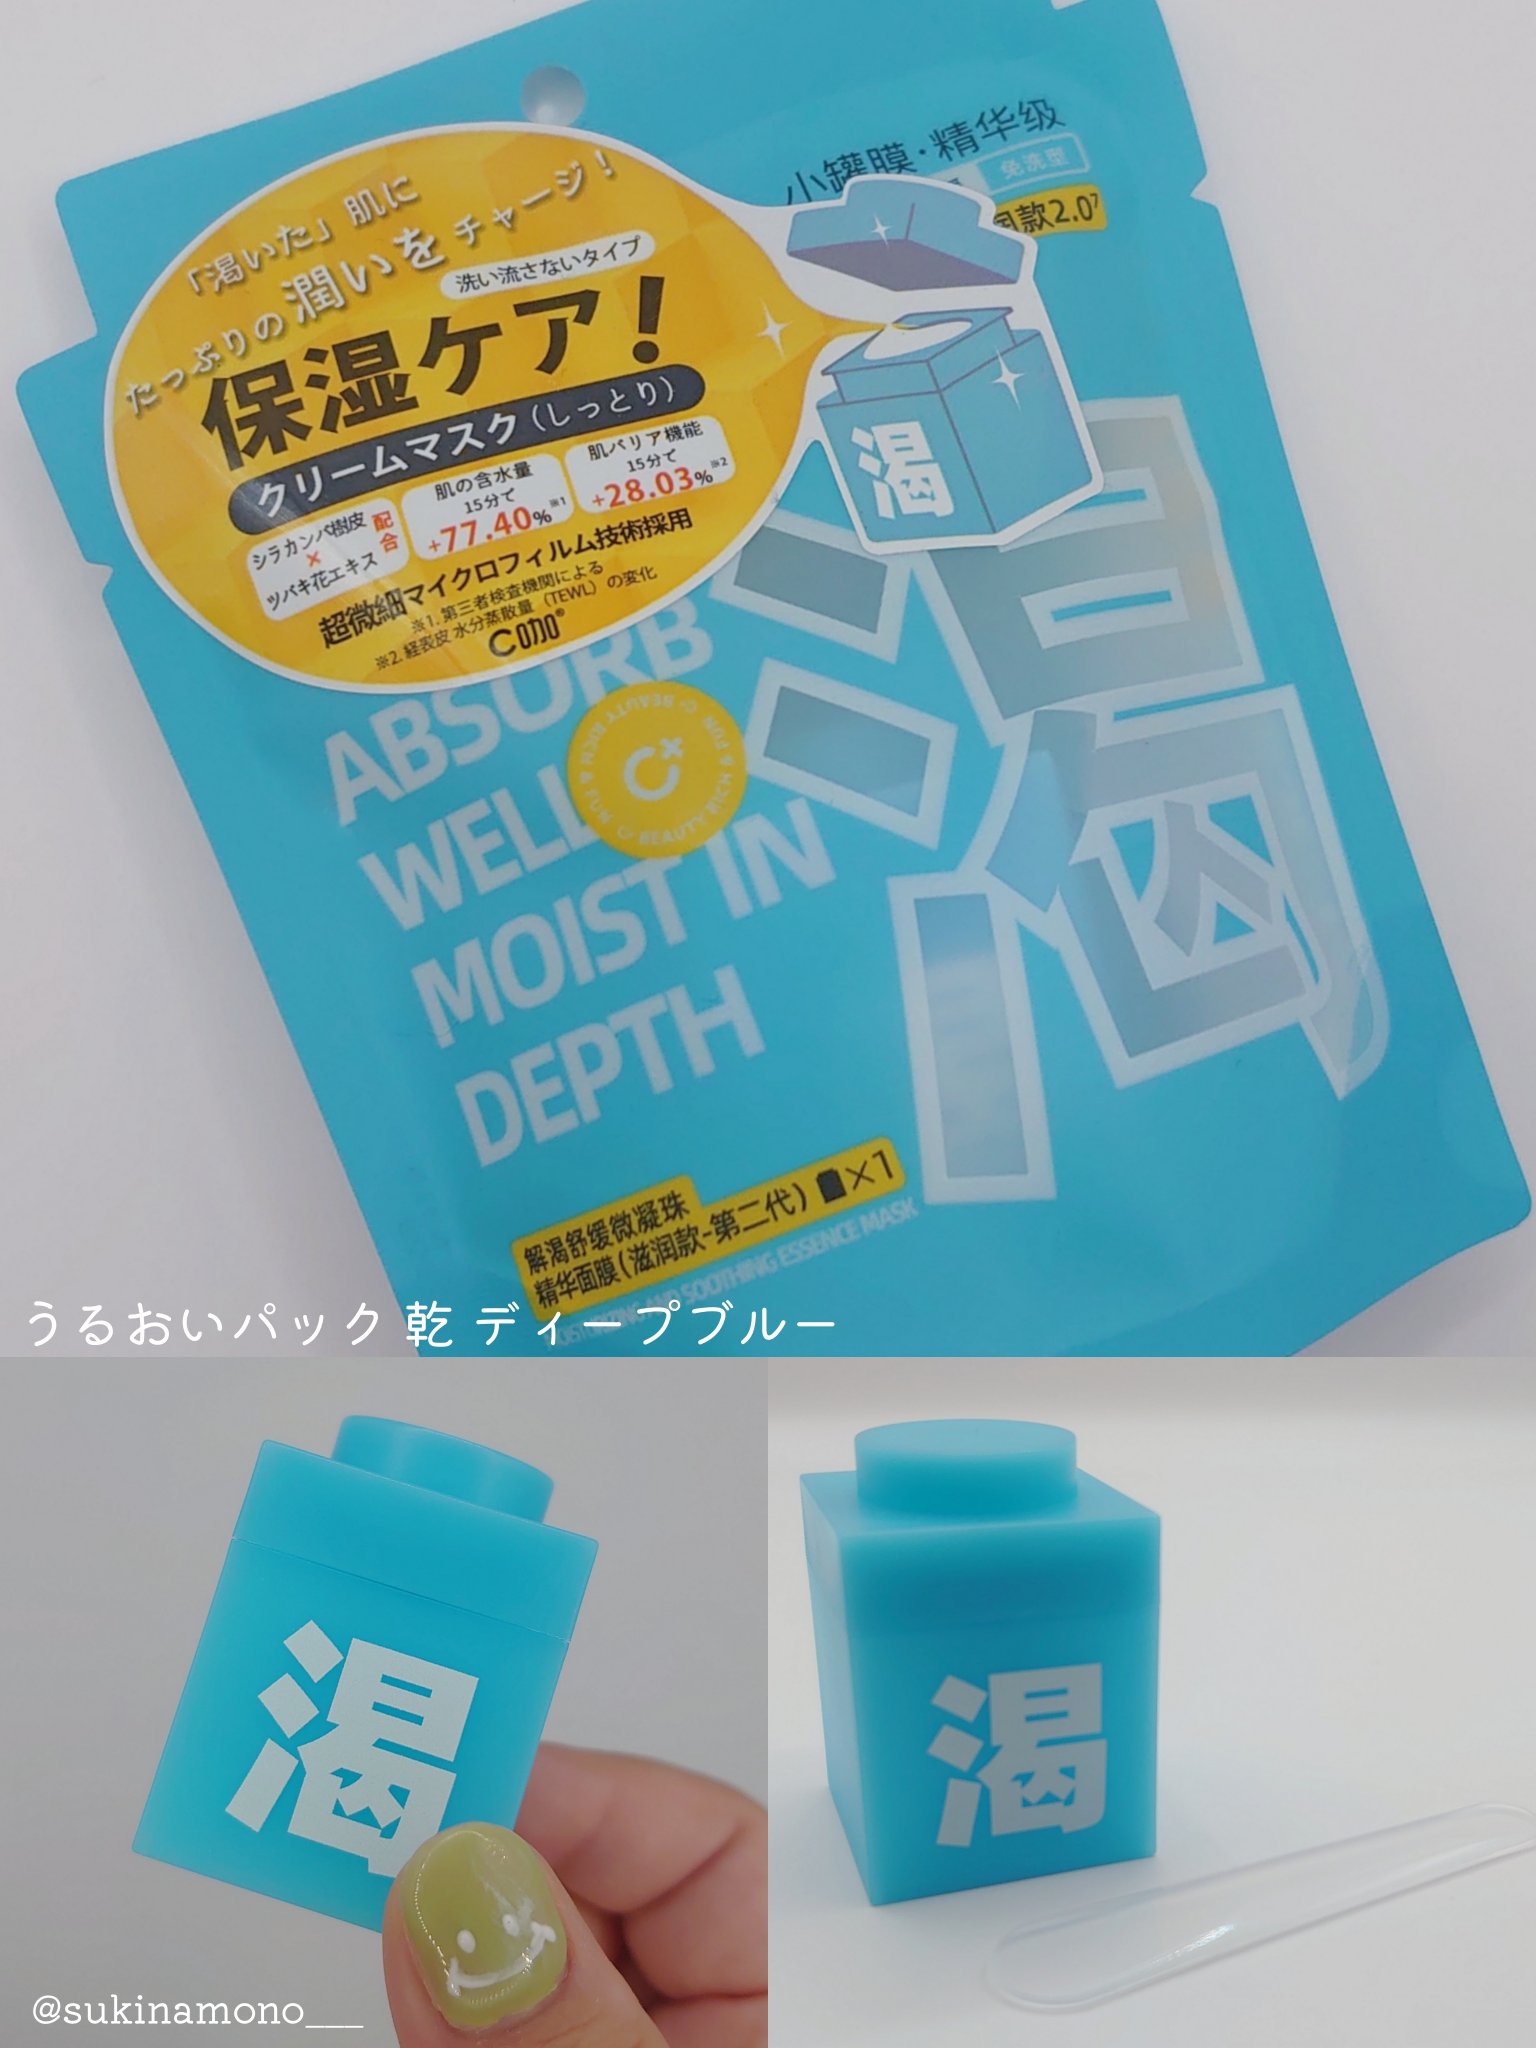 小罐膜·精华级
免洗型
款2.0
「渇いた」肌に
たっぷりの潤いをチャージ！
洗い流さないタイプ
保湿ケア！
クリームマスク(しっとり)
シラカンバ樹皮
×
ツバキ花エキス
配合
肌の含水量
15分で
+77.40%※1
肌バリア機能
15分で
+28.03%※2
超微細マイクロフィルム技術採用
※1. 第三者検査機関による
※2. 経表皮水分蒸散量（TEWL）の変化
C咖®
渴
渴
ABSORB
WELL
MOIST IN
DEPTH
C× BEAUTY RICH & FUN C× BEAUTY RICH & FUN
解渴舒缓微凝珠
精华面膜(滋润款-第二代) ×1
MOISTURIZING AND SOOTHING ESSENCE MASK
うるおいパック 乾 ディープブルー
渴
渴
@sukinamono___